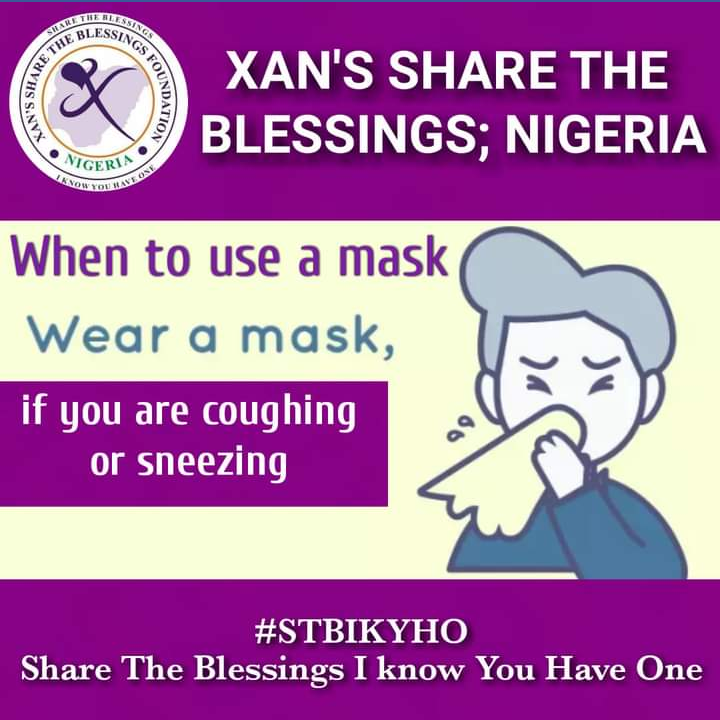 SHARE THE BLESSINGS
XAN'S SHARE THE BLESSINGS FOUNDATION
NIGERIA
I KNOW YOU HAVE ONE
XAN'S SHARE THE
BLESSINGS; NIGERIA
When to use a mask
Wear a mask,
if you are coughing
or sneezing
#STBIKYHO
Share The Blessings I know You Have One